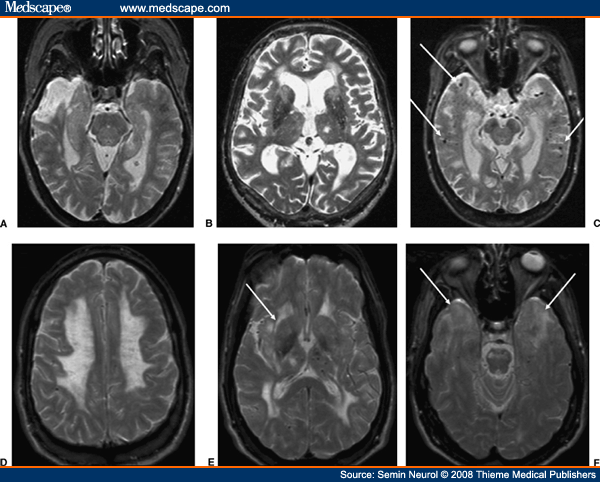 Medscape® www.medscape.com
A
B
C
D
E
F
Source: Semin Neurol © 2008 Thieme Medical Publishers